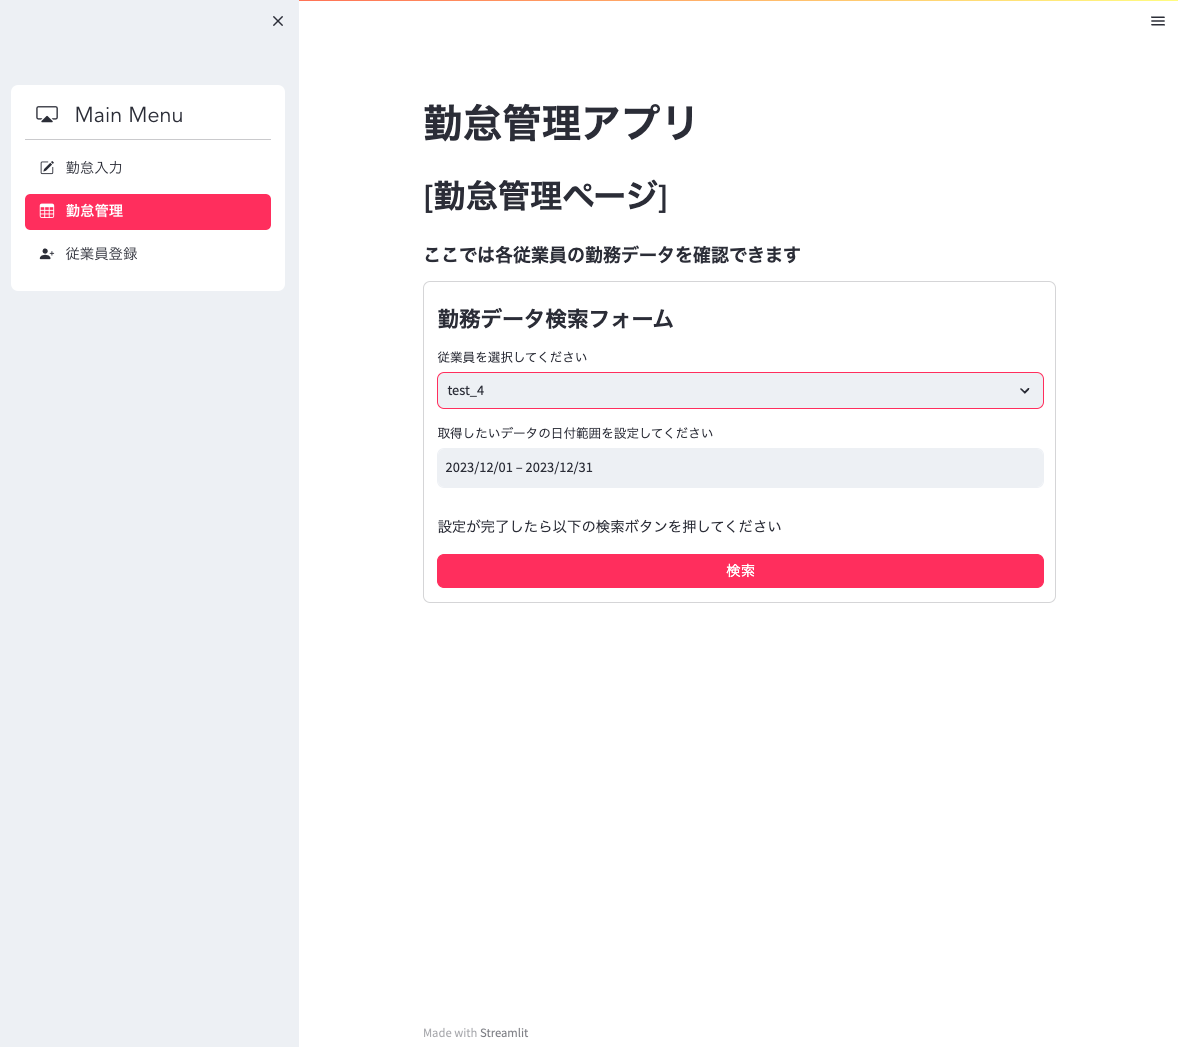 Main Menu
勤怠入力
勤怠管理
従業員登録
勤怠管理アプリ
[勤怠管理ページ]
ここでは各従業員の勤務データを確認できます
勤務データ検索フォーム
従業員を選択してください
test_4
取得したいデータの日付範囲を設定してください
2023/12/01 – 2023/12/31
設定が完了したら以下の検索ボタンを押してください
検索
Made with Streamlit